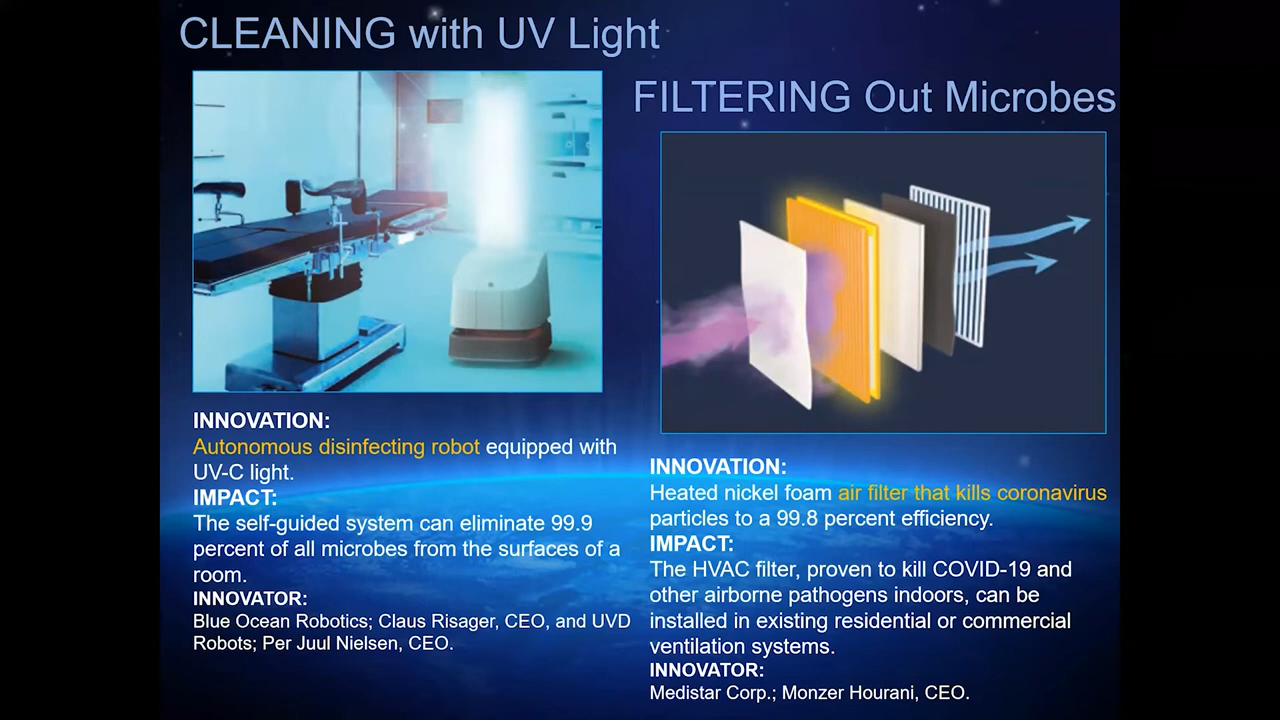 CLEANING with UV Light
INNOVATION:
Autonomous disinfecting robot equipped with
UV-C light.
IMPACT:
The self-guided system can eliminate 99.9
percent of all microbes from the surfaces of a
room.
INNOVATOR:
Blue Ocean Robotics; Claus Risager, CEO, and UVD
Robots; Per Juul Nielsen, CEO.
FILTERING Out Microbes
INNOVATION:
Heated nickel foam air filter that kills coronavirus
particles to a 99.8 percent efficiency.
IMPACT:
The HVAC filter, proven to kill COVID-19 and
other airborne pathogens indoors, can be
installed in existing residential or commercial
ventilation systems.
INNOVATOR:
Medistar Corp.; Monzer Hourani, CEO.